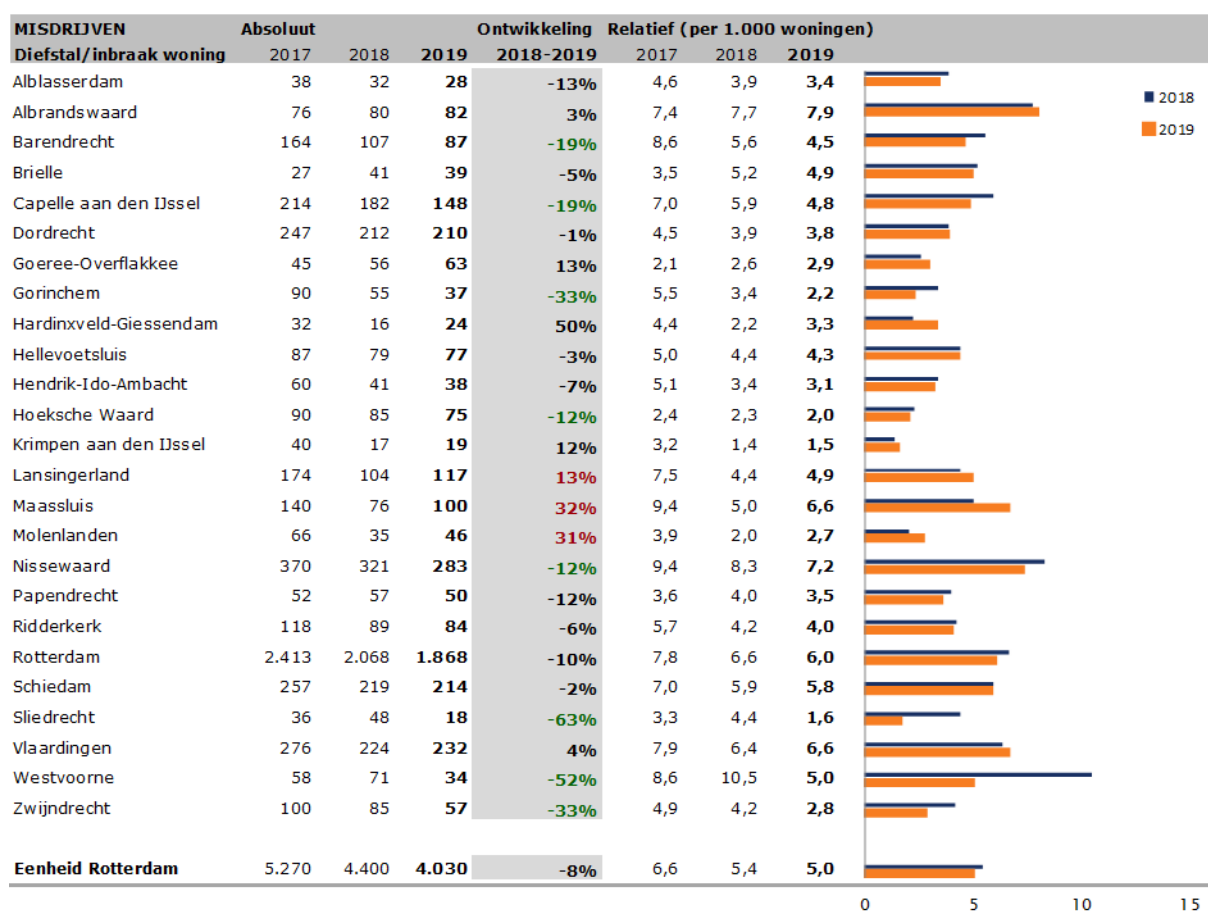 MISDRIJVEN Absoluut Ontwikkeling Relatief (per 1.000 woningen)
Diefstal/inbraak woning 2017 2018 2019 2018-2019 2017 2018 2019
Alblasserdam 38 32 28 -13% 4,6 3,9 3,4
2018
Albrandswaard 76 80 82 3% 7,4 7,7 7,9
2019
Barendrecht 164 107 87 -19% 8,6 5,6 4,5
Brielle 27 41 39 -5% 3,5 5,2 4,9
Capelle aan den IJssel 214 182 148 -19% 7,0 5,9 4,8
Dordrecht 247 212 210 -1% 4,5 3,9 3,8
Goeree-Overflakkee 45 56 63 13% 2,1 2,6 2,9
Gorinchem 90 55 37 -33% 5,5 3,4 2,2
Hardinxveld-Giessendam 32 16 24 50% 4,4 2,2 3,3
Hellevoetsluis 87 79 77 -3% 5,0 4,4 4,3
Hendrik-Ido-Ambacht 60 41 38 -7% 5,1 3,4 3,1
Hoeksche Waard 90 85 75 -12% 2,4 2,3 2,0
Krimpen aan den IJssel 40 17 19 12% 3,2 1,4 1,5
Lansingerland 174 104 117 13% 7,5 4,4 4,9
Maassluis 140 76 100 32% 9,4 5,0 6,6
Molenlanden 66 35 46 31% 3,9 2,0 2,7
Nissewaard 370 321 283 -12% 9,4 8,3 7,2
Papendrecht 52 57 50 -12% 3,6 4,0 3,5
Ridderkerk 118 89 84 -6% 5,7 4,2 4,0
Rotterdam 2.413 2.068 1.868 -10% 7,8 6,6 6,0
Schiedam 257 219 214 -2% 7,0 5,9 5,8
Sliedrecht 36 48 18 -63% 3,3 4,4 1,6
Vlaardingen 276 224 232 4% 7,9 6,4 6,6
Westvoorne 58 71 34 -52% 8,6 10,5 5,0
Zwijndrecht 100 85 57 -33% 4,9 4,2 2,8
Eenheid Rotterdam 5.270 4.400 4.030 -8% 6,6 5,4 5,0
0 5 10 15